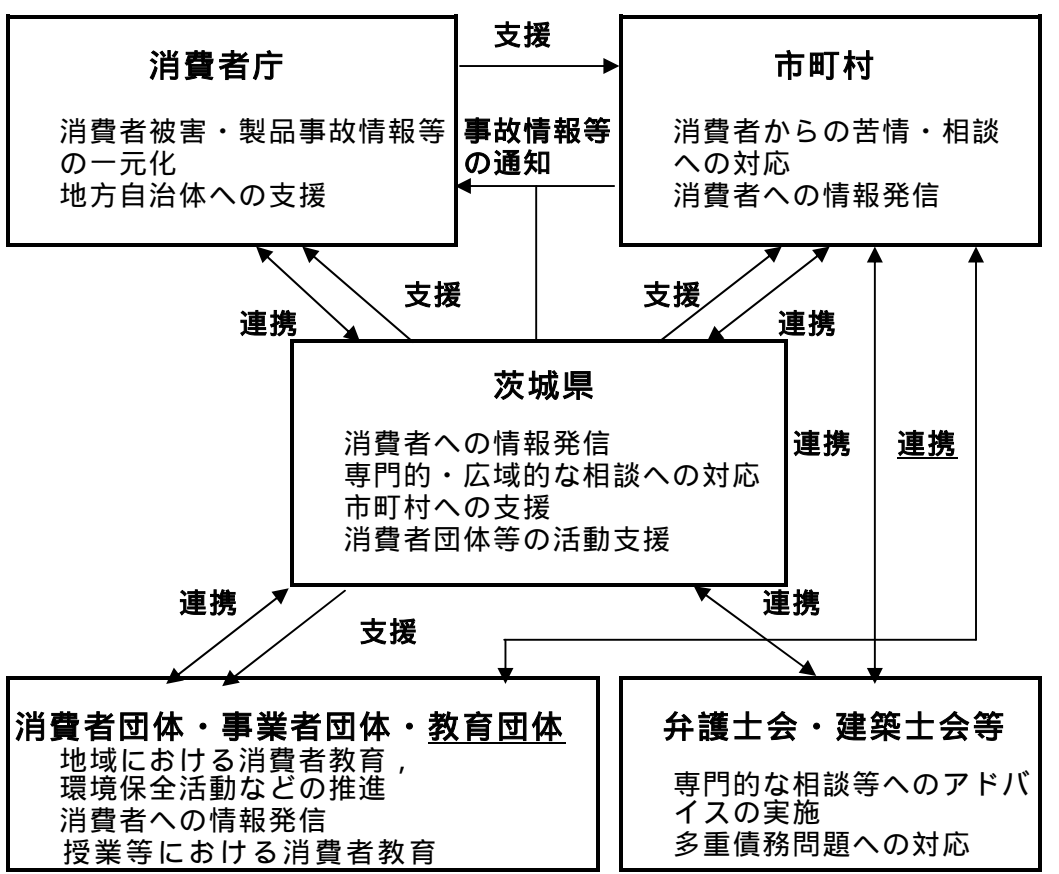 消費者庁
消費者被害・製品事故情報等
の一元化
地方自治体への支援
支援
事故情報等
の通知
市町村
消費者からの苦情・相談
への対応
消費者への情報発信
支援
連携
支援
連携
茨城県
消費者への情報発信
専門的・広域的な相談への対応
市町村への支援
消費者団体等の活動支援
連携
連携
連携
支援
連携
消費者団体・事業者団体・教育団体
地域における消費者教育，
環境保全活動などの推進
消費者への情報発信
授業等における消費者教育
弁護士会・建築士会等
専門的な相談等へのアドバ
イスの実施
多重債務問題への対応